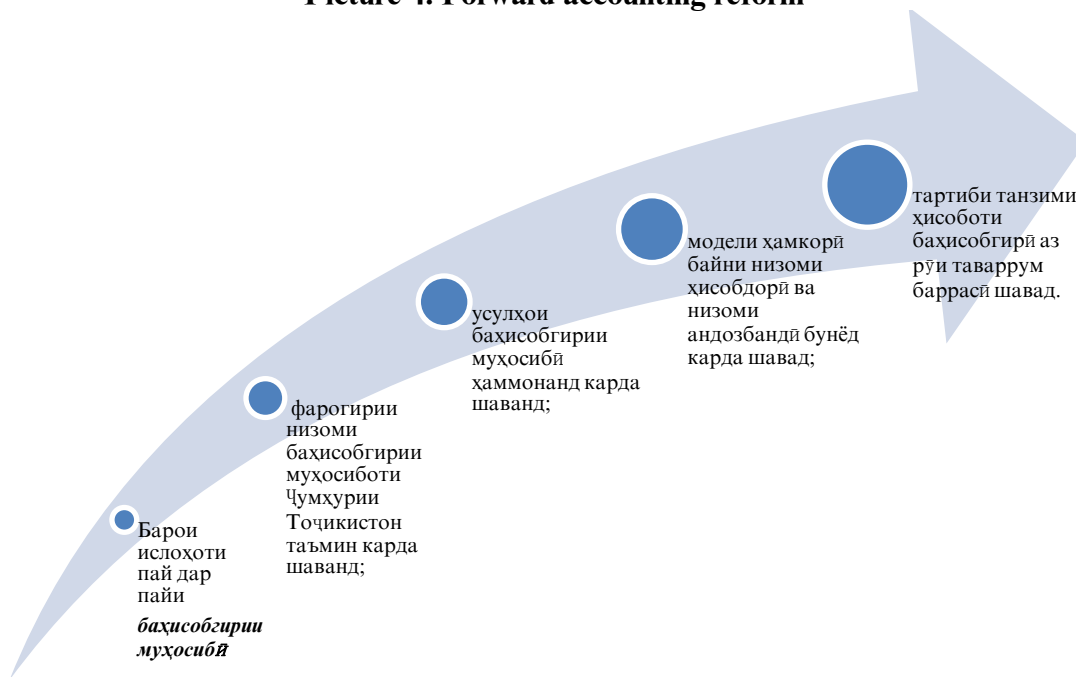 Picture 4. Forward accounting reform
Барои
ислоҳоти
пай дар
пайи
баҳисобгирии
муҳосибӣ
фарогирии
низоми
баҳисобгирии
муҳосиботи
Ҷумҳурии
Тоҷикистон
таъмин карда
шаванд;
усулҳои
баҳисобгирии
муҳосибӣ
ҳаммонанд карда
шаванд;
модели ҳамкорӣ
байни низоми
ҳисобдорӣ ва
низоми
андозбандӣ бунёд
карда шавад;
тартиби танзими
ҳисоботи
баҳисобгирӣ аз
рӯи таваррум
баррасӣ шавад.